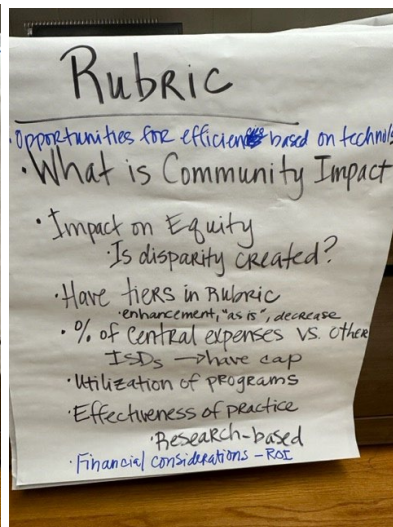 Rubric
· Opportunities for efficiency based on technol
· What is Community Impact
· Impact on Equity
· Is disparity created?
· Have tiers in Rubric
· enhancement, "as is", decrease
· % of Central expenses vs. other
ISDs → have cap
· Utilization of programs
· Effectiveness of practice
· Research-based
· Financial considerations - ROI